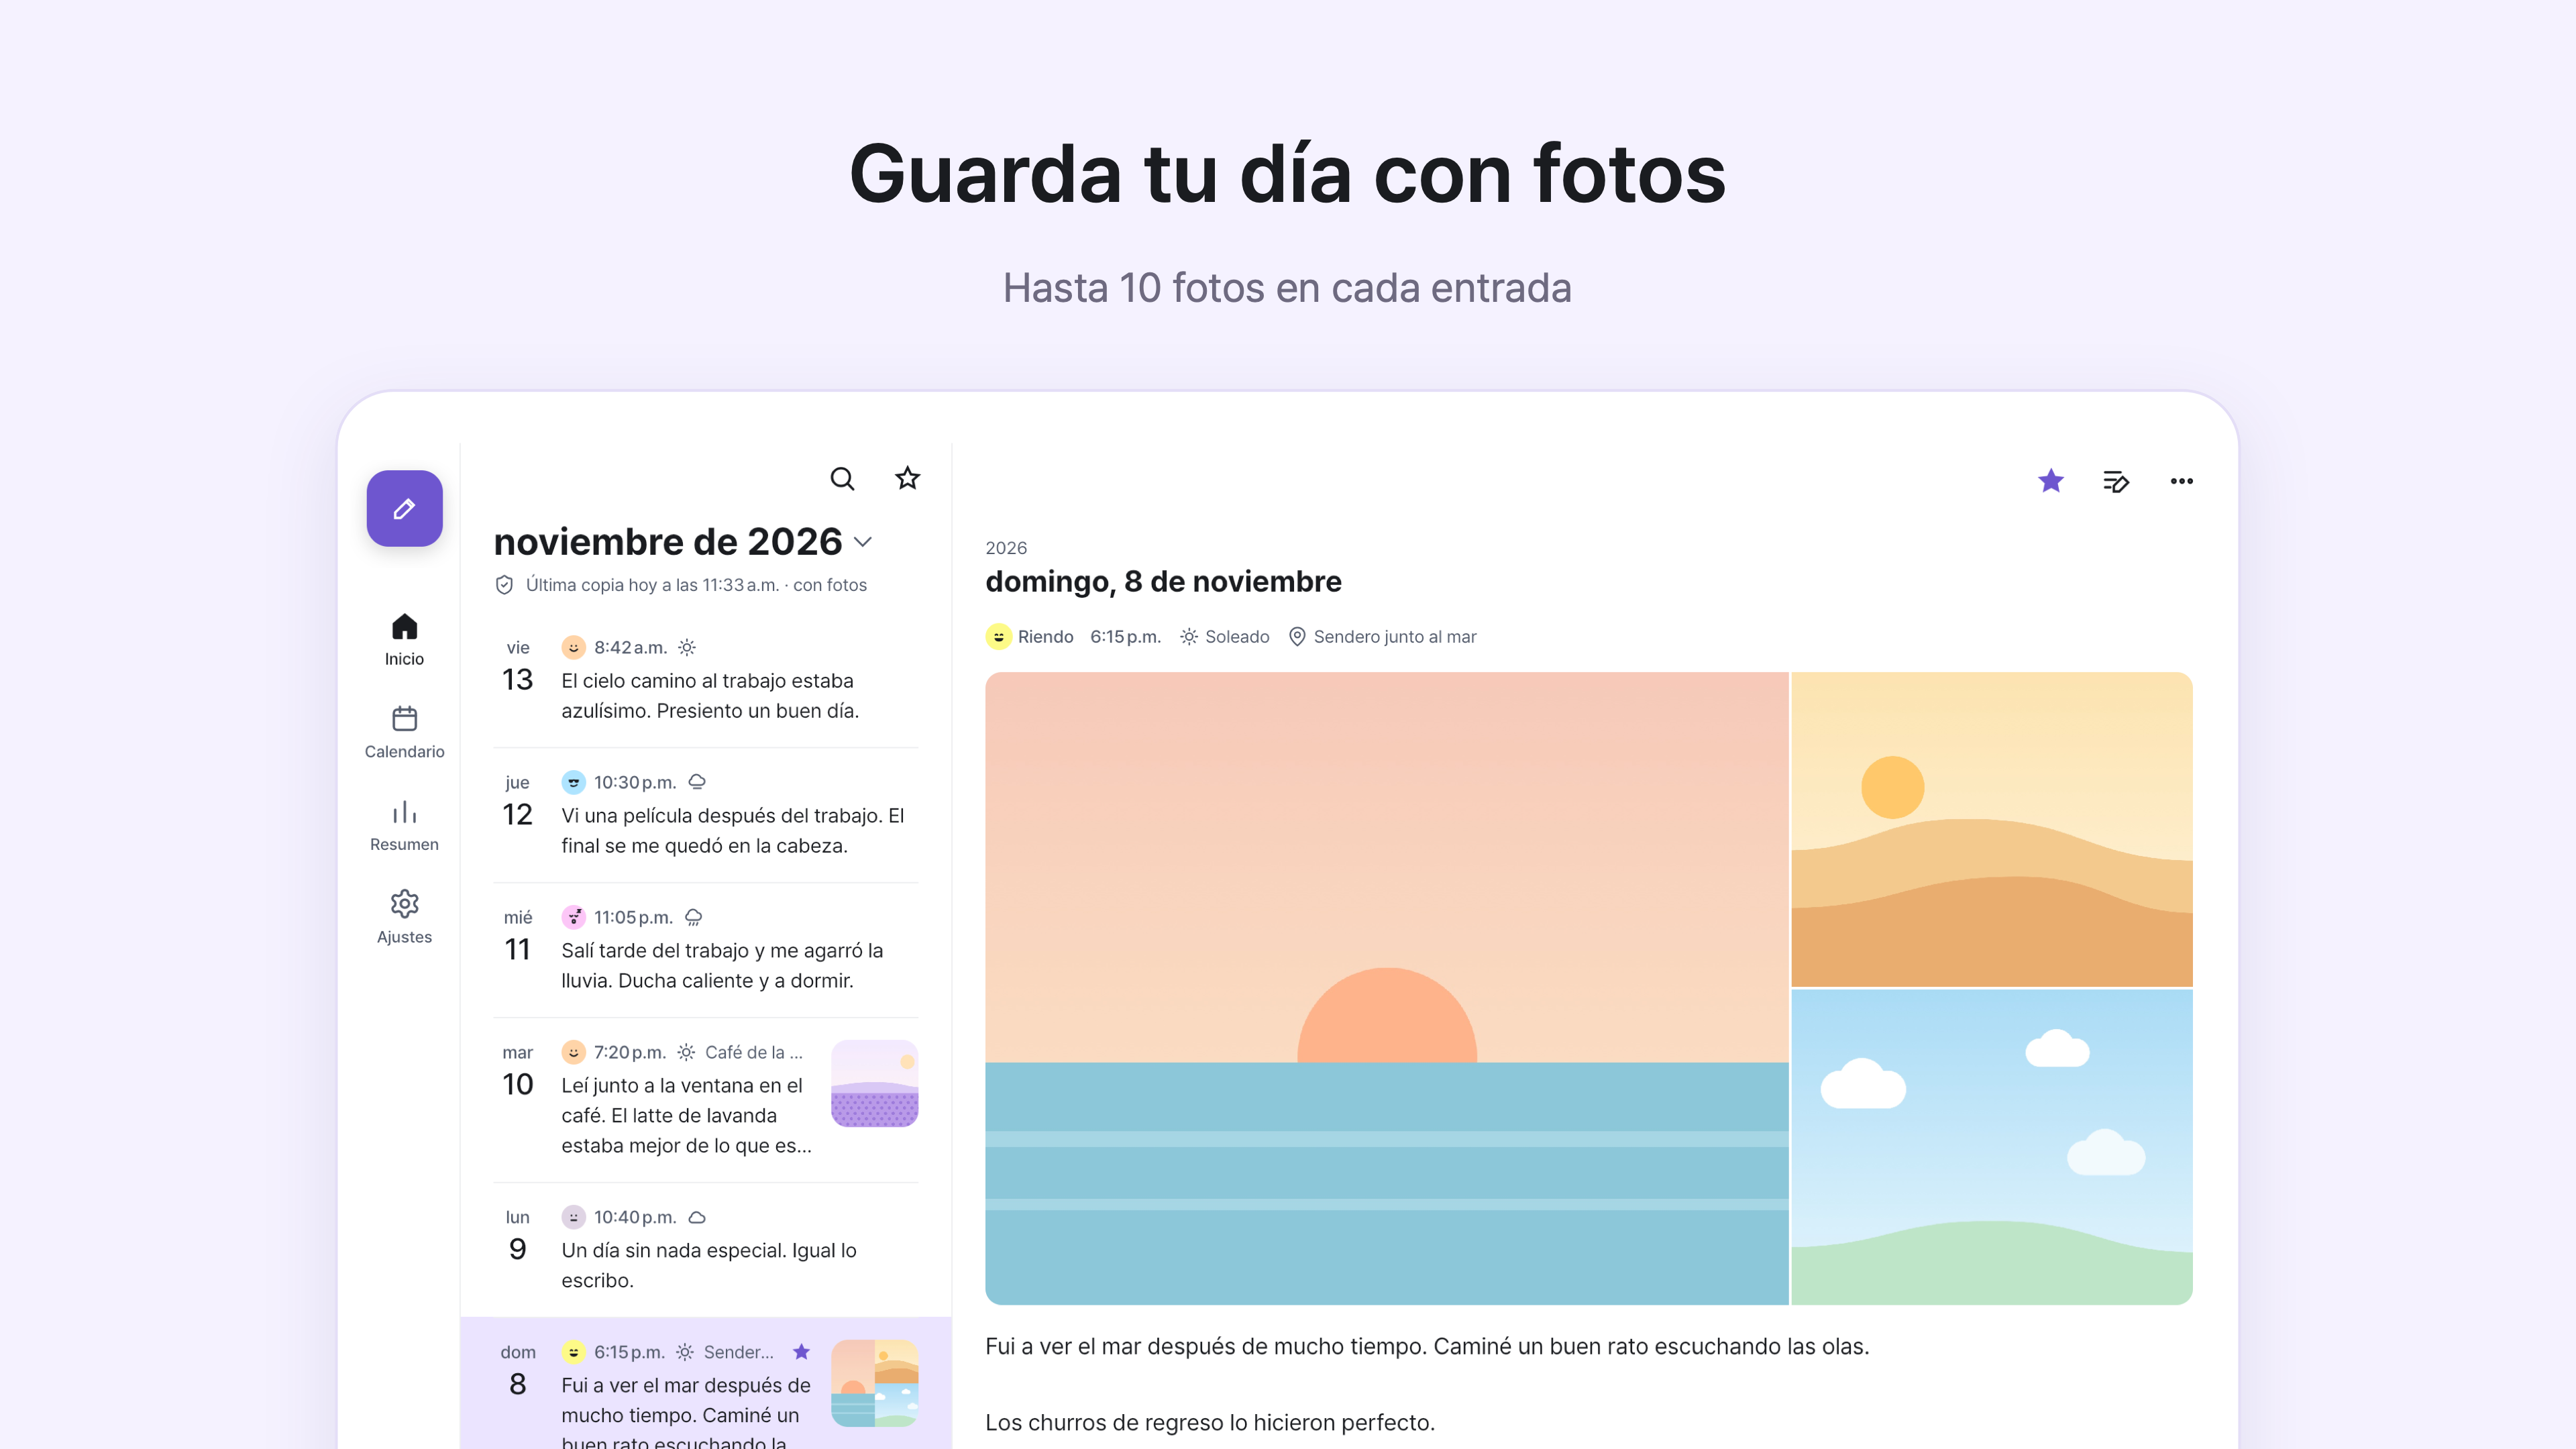 Guarda tu día con fotos
Hasta 10 fotos en cada entrada
Inicio
Calendario
Resumen
Ajustes
noviembre de 2026
Última copia hoy a las 11:33 a.m. · con fotos
vie
13
8:42 a.m.
El cielo camino al trabajo estaba
azulísimo. Presiento un buen día.
jue
12
10:30 p.m.
Vi una película después del trabajo. El
final se me quedó en la cabeza.
mié
11
11:05 p.m.
Salí tarde del trabajo y me agarró la
lluvia. Ducha caliente y a dormir.
mar
10
7:20 p.m. Café de la ...
Leí junto a la ventana en el
café. El latte de lavanda
estaba mejor de lo que es...
lun
9
10:40 p.m.
Un día sin nada especial. Igual lo
escribo.
dom
8
6:15 p.m. Sender...
Fui a ver el mar después de
mucho tiempo. Caminé un
buen rato escuchando la
2026
domingo, 8 de noviembre
Riendo 6:15 p.m. Soleado Sendero junto al mar
Fui a ver el mar después de mucho tiempo. Caminé un buen rato escuchando las olas.
Los churros de regreso lo hicieron perfecto.